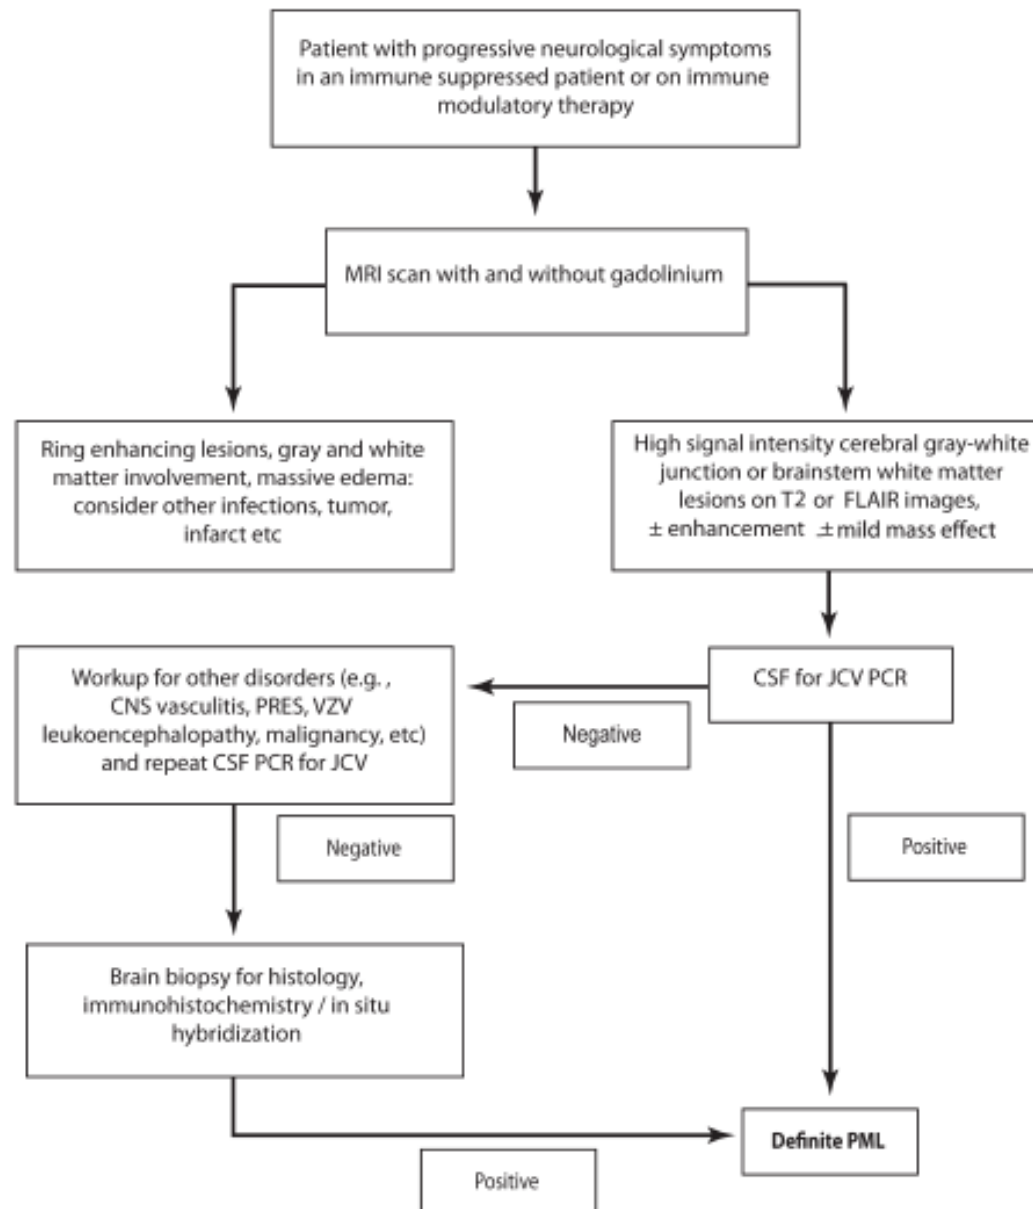 Patient with progressive neurological symptoms
in an immune suppressed patient or on immune
modulatory therapy
MRI scan with and without gadolinium
Ring enhancing lesions, gray and white
matter involvement, massive edema:
consider other infections, tumor,
infarct etc
High signal intensity cerebral gray-white
junction or brainstem white matter
lesions on T2 or FLAIR images,
± enhancement ±mild mass effect
CSF for JCV PCR
Workup for other disorders (e.g. ,
CNS vasculitis, PRES, VZV
leukoencephalopathy, malignancy, etc)
and repeat CSF PCR for JCV
Negative
Negative
Positive
Brain biopsy for histology,
immunohistochemistry / in situ
hybridization
Definite PML
Positive